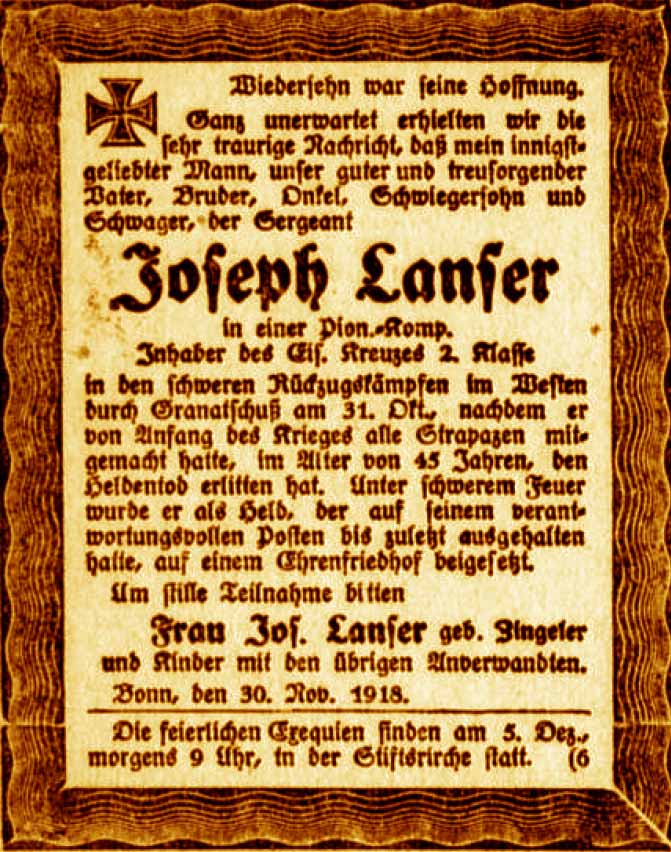 Wiedersehn war seine Hoffnung.
Ganz unerwartet erhielten wir die
sehr traurige Nachricht, daß mein innigst-
geliebter Mann, unser guter und treusorgender
Vater, Bruder, Onkel, Schwiegersohn und
Schwager, der Sergeant
Joseph Lanser
in einer Pion.-Komp.
Inhaber des Eis. Kreuzes 2. Klasse
in den schweren Rückzugskämpfen im Westen
durch Granatschuß am 31. Okt., nachdem er
von Anfang des Krieges alle Strapazen mit-
gemacht hatte, im Alter von 45 Jahren, den
Heldentod erlitten hat. Unter schwerem Feuer
wurde er als Held, der auf seinem verant-
wortungsvollen Posten bis zuletzt ausgehalten
hatte, auf einem Ehrenfriedhof beigesetzt.
Um stille Teilnahme bitten
Frau Jos. Lanser geb. Zingeler
und Kinder mit den übrigen Anverwandten.
Bonn, den 30. Nov. 1918.
Die feierlichen Exequien finden am 5. Dez.,
morgens 9 Uhr, in der Stiftskirche statt. (6